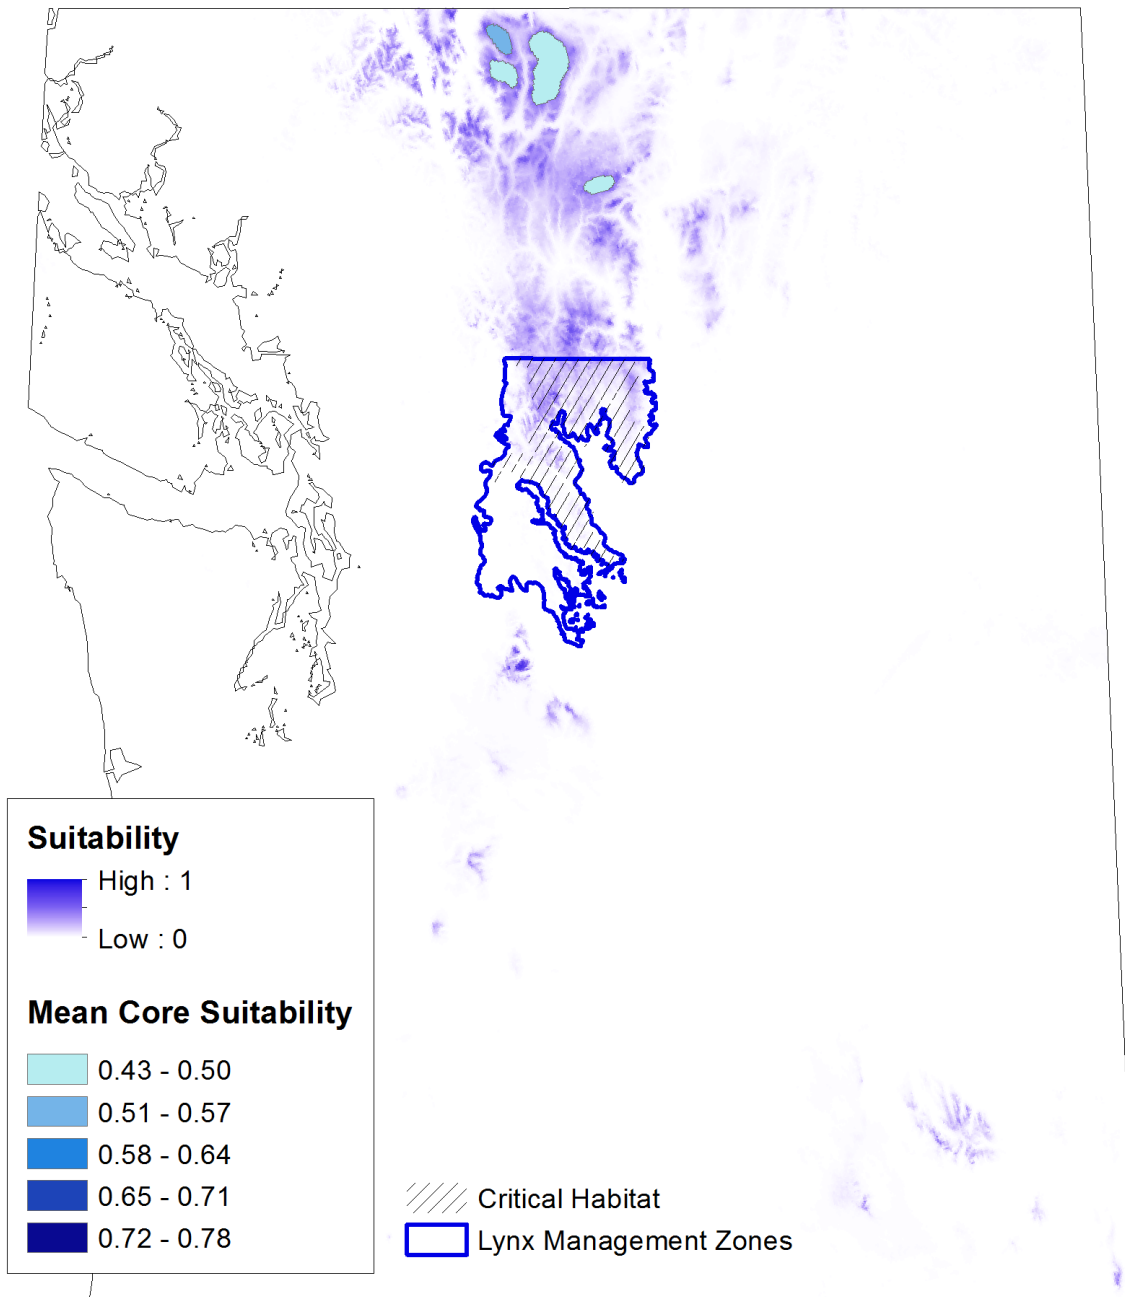 Suitability
High : 1
Low : 0
Mean Core Suitability
0.43 - 0.50
0.51 - 0.57
0.58 - 0.64
0.65 - 0.71
0.72 - 0.78
Critical Habitat
Lynx Management Zones